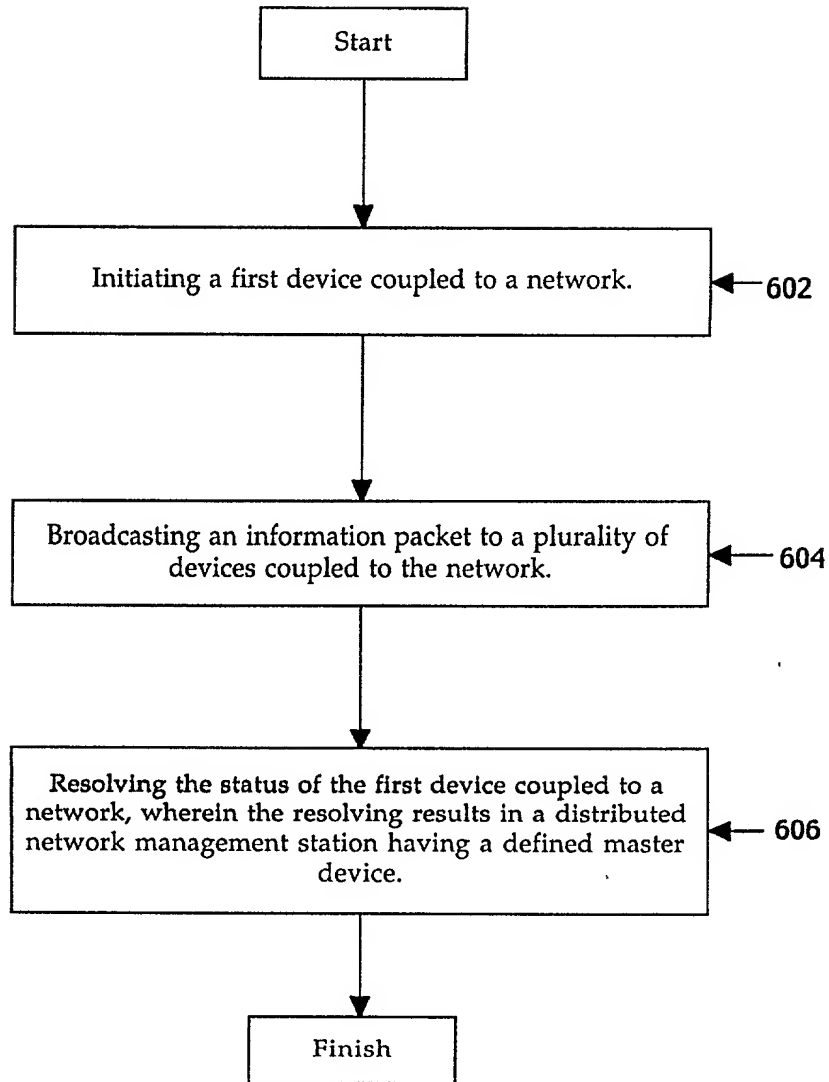 Start
Initiating a first device coupled to a network.
602
Broadcasting an information packet to a plurality of
devices coupled to the network.
604
Resolving the status of the first device coupled to a
network, wherein the resolving results in a distributed
network management station having a defined master
device.
606
Finish